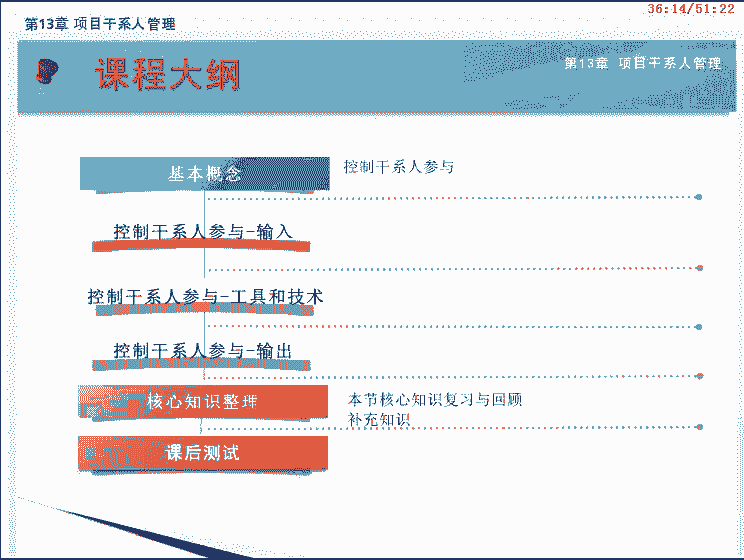 36:14/51:22
第13章 项目干系人管理
课程大纲
第13章 项目干系人管理
基本概念
控制干系人参与
控制干系人参与-输入
控制干系人参与-工具和技术
控制干系人参与-输出
核心知识整理
本节核心知识复习与回顾
补充知识
课后测试